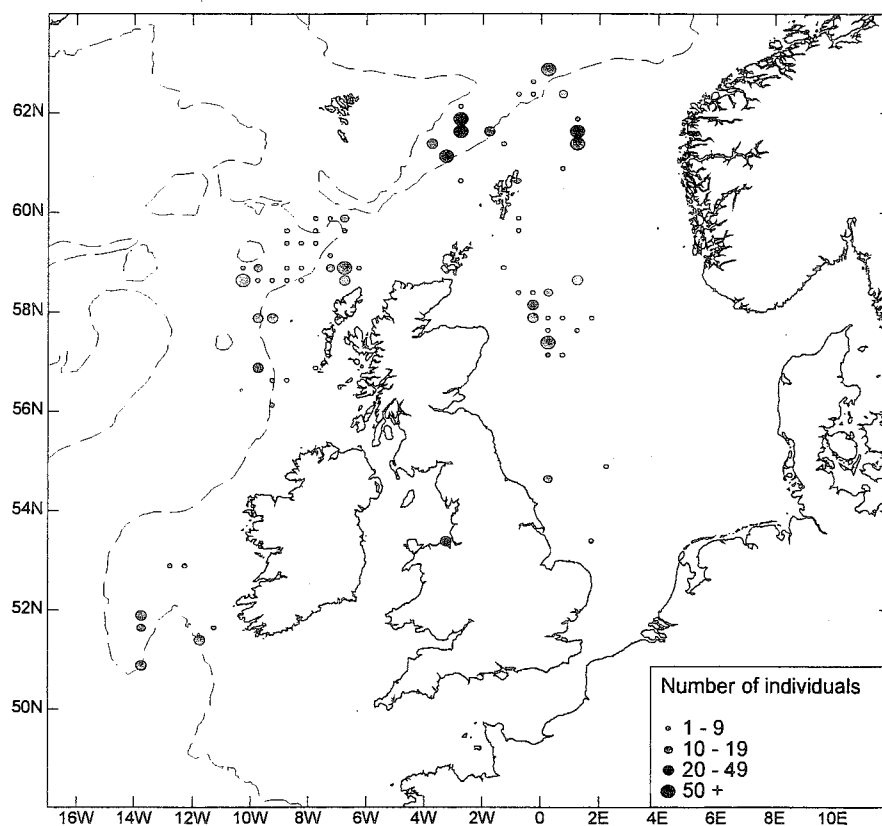 62N
60N
58N
56N
54N
52N
50N
Number of individuals
1 - 9
10 - 19
20 - 49
50 +
16W 14W 12W 10W 8W 6W 4W 2W 0 2E 4E 6E 8E 10E